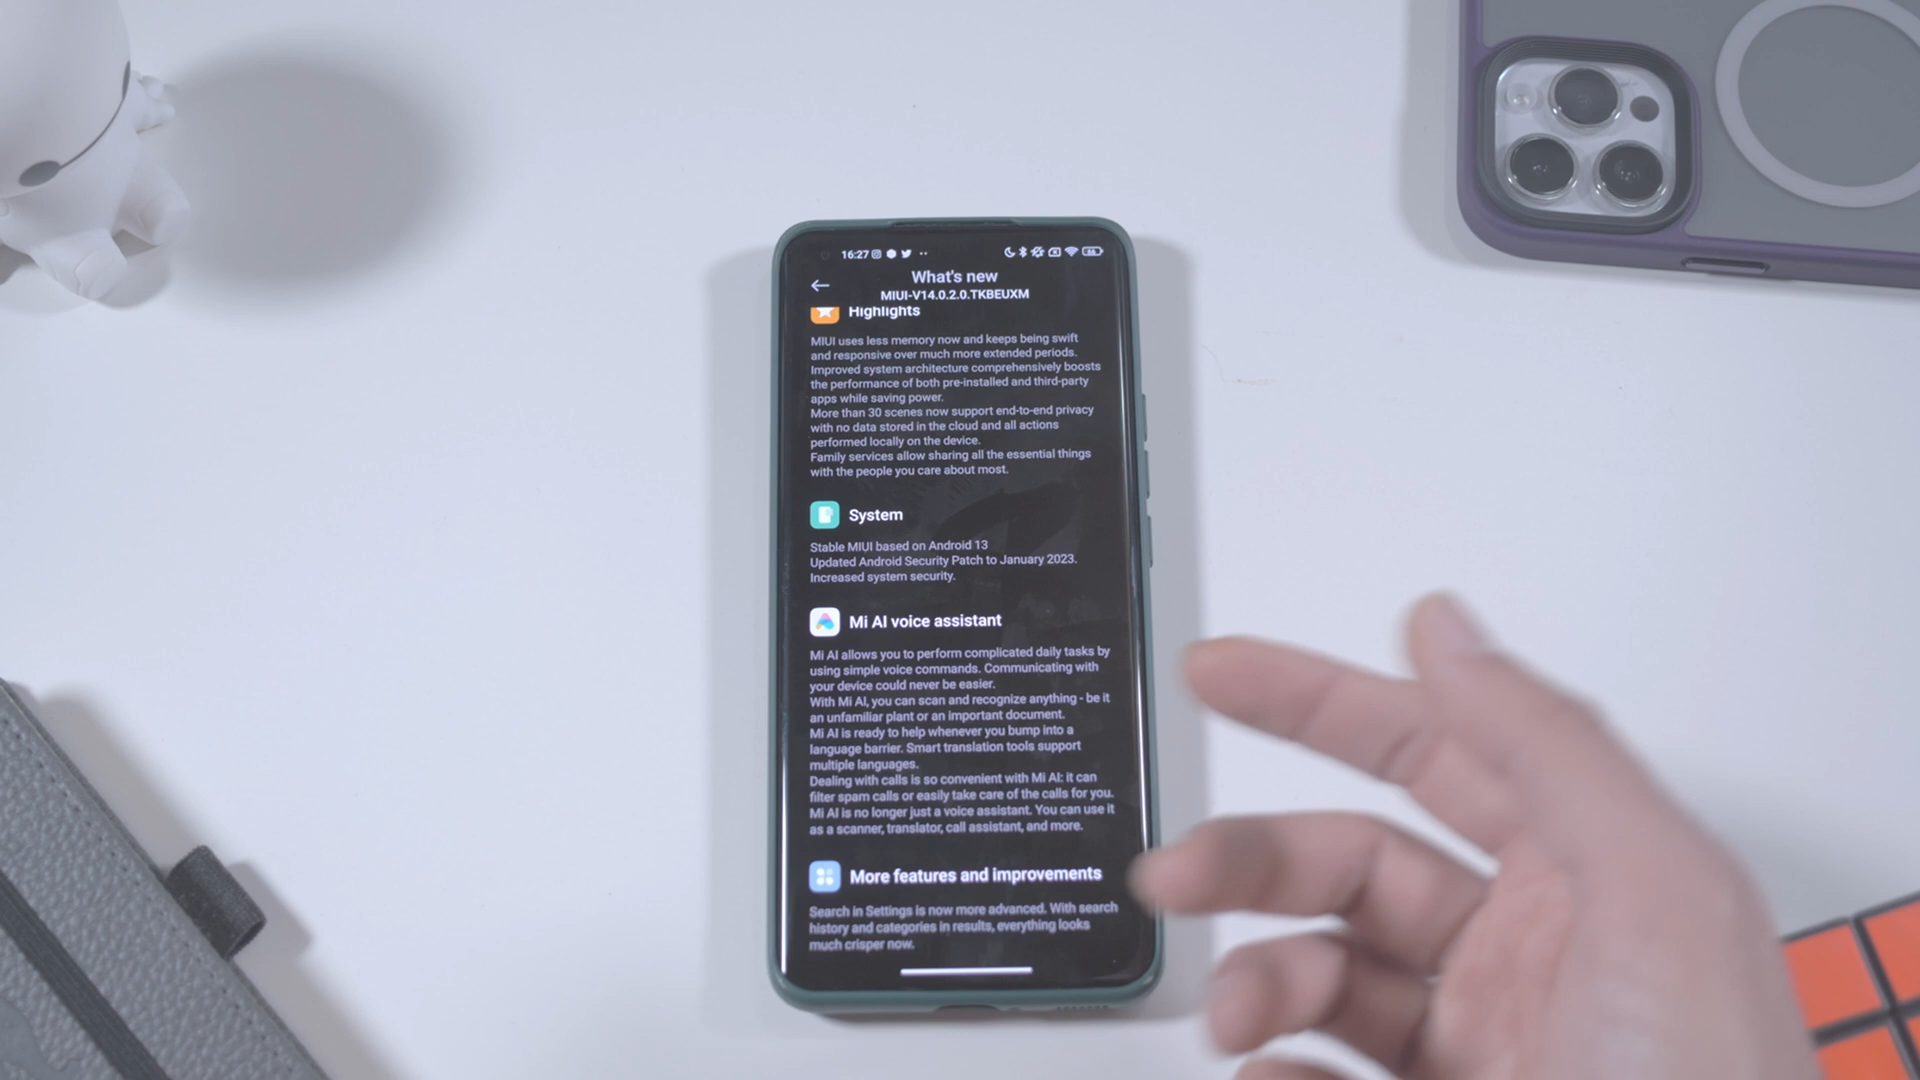 16:27
66
What's new
MIUI-V14.0.2.0.TKBEUXM
Highlights
MIUI uses less memory now and keeps being swift
and responsive over much more extended periods.
Improved system architecture comprehensively boosts
the performance of both pre-installed and third-party
apps while saving power.
More than 30 scenes now support end-to-end privacy
with no data stored in the cloud and all actions
performed locally on the device.
Family services allow sharing all the essential things
with the people you care about most.
System
Stable MIUI based on Android 13
Updated Android Security Patch to January 2023.
Increased system security.
Mi AI voice assistant
Mi AI allows you to perform complicated daily tasks by
using simple voice commands. Communicating with
your device could never be easier.
With Mi AI, you can scan and recognize anything - be it
an unfamiliar plant or an important document.
Mi AI is ready to help whenever you bump into a
language barrier. Smart translation tools support
multiple languages.
Dealing with calls is so convenient with Mi AI: it can
filter spam calls or easily take care of the calls for you.
Mi AI is no longer just a voice assistant. You can use it
as a scanner, translator, call assistant, and more.
More features and improvements
Search in Settings is now more advanced. With search
history and categories in results, everything looks
much crisper now.